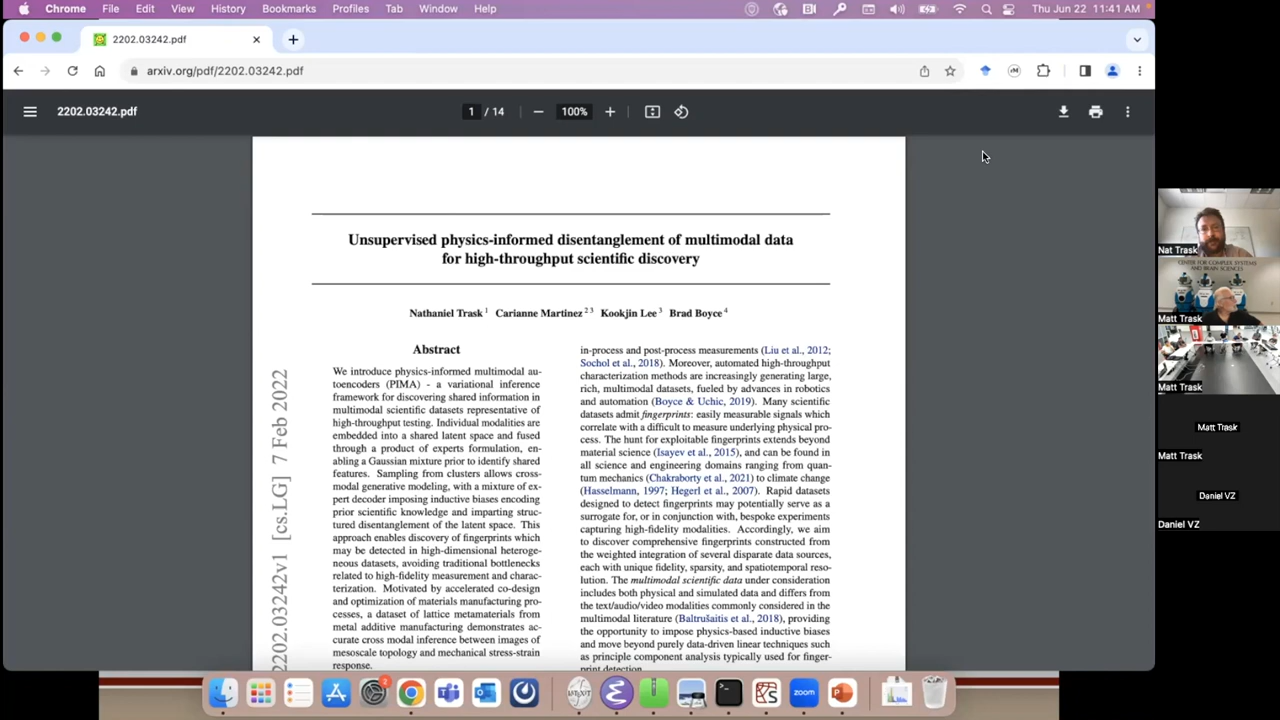 Chrome File Edit View History Bookmarks Profiles Tab Window Help Thu Jun 22 11:41 AM
2202.03242.pdf
arxiv.org/pdf/2202.03242.pdf
2202.03242.pdf 1 / 14 100%
Unsupervised physics-informed disentanglement of multimodal data
for high-throughput scientific discovery
Nathaniel Trask 1 Carianne Martinez 2 3 Kookjin Lee 3 Brad Boyce 4
Abstract
We introduce physics-informed multimodal au-
toencoders (PIMA) - a variational inference
framework for discovering shared information in
multimodal scientific datasets representative of
high-throughput testing. Individual modalities are
embedded into a shared latent space and fused
through a product of experts formulation, en-
abling a Gaussian mixture prior to identify shared
features. Sampling from clusters allows cross-
modal generative modeling, with a mixture of ex-
pert decoder imposing inductive biases encoding
prior scientific knowledge and imparting struc-
tured disentanglement of the latent space. This
approach enables discovery of fingerprints which
may be detected in high-dimensional heteroge-
neous datasets, avoiding traditional bottlenecks
related to high-fidelity measurement and charac-
terization. Motivated by accelerated co-design
and optimization of materials manufacturing pro-
cesses, a dataset of lattice metamaterials from
metal additive manufacturing demonstrates ac-
curate cross modal inference between images of
mesoscale topology and mechanical stress-strain
response.
in-process and post-process measurements (Liu et al., 2012;
Sochol et al., 2018). Moreover, automated high-throughput
characterization methods are increasingly generating large,
rich, multimodal datasets, fueled by advances in robotics
and automation (Boyce & Uchic, 2019). Many scientific
datasets admit fingerprints: easily measurable signals which
correlate with a difficult to measure underlying physical pro-
cess. The hunt for exploitable fingerprints extends beyond
material science (Isayev et al., 2015), and can be found in
all science and engineering domains ranging from quan-
tum mechanics (Chakraborty et al., 2021) to climate change
(Hasselmann, 1997; Hegerl et al., 2007). Rapid datasets
designed to detect fingerprints may potentially serve as a
surrogate for, or in conjunction with, bespoke experiments
capturing high-fidelity modalities. Accordingly, we aim
to discover comprehensive fingerprints constructed from
the weighted integration of several disparate data sources,
each with unique fidelity, sparsity, and spatiotemporal reso-
lution. The multimodal scientific data under consideration
includes both physical and simulated data and differs from
the text/audio/video modalities commonly considered in the
multimodal literature (Baltrušaitis et al., 2018), providing
the opportunity to impose physics-based inductive biases
and move beyond purely data-driven linear techniques such
as principle component analysis typically used for finger-
print detection.
2202.03242v1 [cs.LG] 7 Feb 2022
Nat Trask
CENTER FOR COMPLEX SYSTEMS
AND BRAIN SCIENCES
Matt Trask
Matt Trask
Matt Trask
Matt Trask
Daniel VZ
Daniel VZ
2
zoom